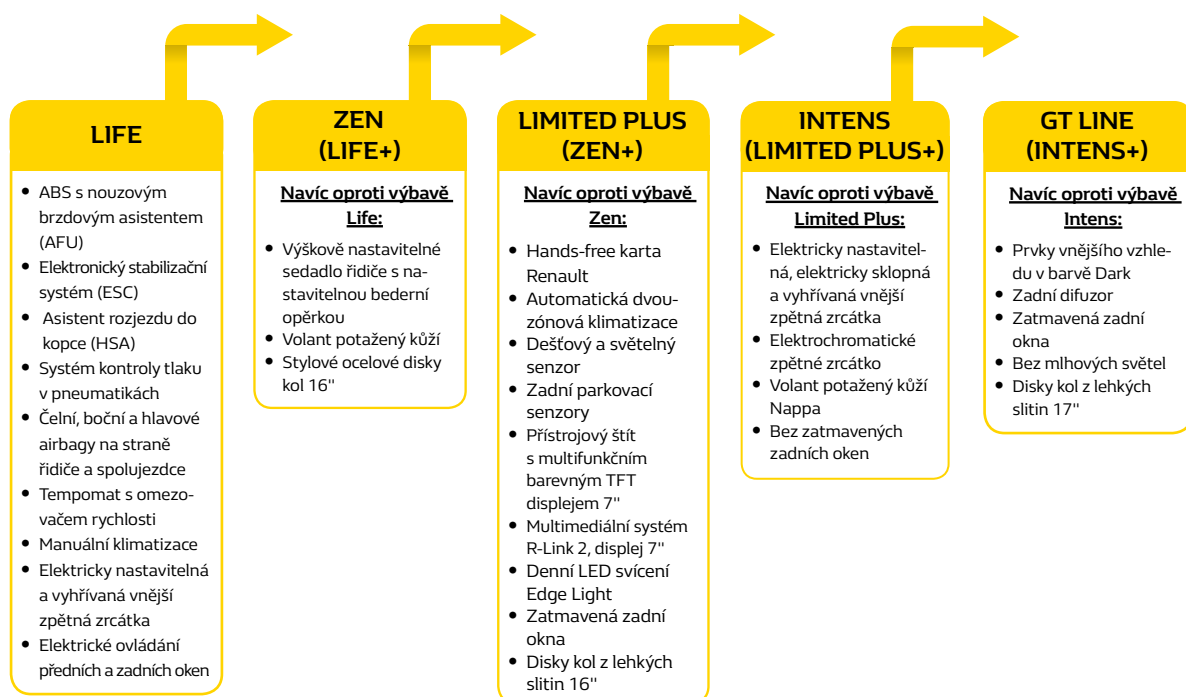 LIFE
• ABS s nouzovým
brzdovým asistentem
(AFU)
• Elektronický stabilizační
systém (ESC)
• Asistent rozjezdu do
kopce (HSA)
• Systém kontroly tlaku
v pneumatikách
• Čelní, boční a hlavové
airbagy na straně
řidiče a spolujezdce
• Tempomat s omezo-
vačem rychlosti
• Manuální klimatizace
• Elektricky nastavitelná
a vyhřívaná vnější
zpětná zrcátka
• Elektrické ovládání
předních a zadních oken
ZEN
(LIFE+)
Navíc oproti výbavě
Life:
• Výškově nastavitelné
sedadlo řidiče s na-
stavitelnou bederní
opěrkou
• Volant potažený kůží
• Stylové ocelové disky
kol 16"
LIMITED PLUS
(ZEN+)
Navíc oproti výbavě
Zen:
• Hands-free karta
Renault
• Automatická dvou-
zónová klimatizace
• Dešťový a světelný
senzor
• Zadní parkovací
senzory
• Přístrojový štít
s multifunkčním
barevným TFT
displejem 7"
• Multimediální systém
R-Link 2, displej 7"
• Denní LED svícení
Edge Light
• Zatmavená zadní
okna
• Disky kol z lehkých
slitin 16"
INTENS
(LIMITED PLUS+)
Navíc oproti výbavě
Limited Plus:
• Elektricky nastavitel-
ná, elektricky sklopná
a vyhřívaná vnější
zpětná zrcátka
• Elektrochromatické
zpětné zrcátko
• Volant potažený kůží
Nappa
• Bez zatmavených
zadních oken
GT LINE
(INTENS+)
Navíc oproti výbavě
Intens:
• Prvky vnějšího vzhle-
du v barvě Dark
• Zadní difuzor
• Zatmavená zadní
okna
• Bez mlhových světel
• Disky kol z lehkých
slitin 17"